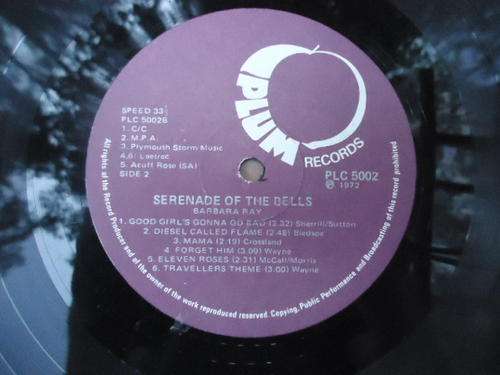 PLUM
RECORDS
SPEED 33⅓
PLC 5002B
1. C/C
2. M.P.A.
3. Plymouth Storm Music
4,6. Laetrec
5. Acuff Rose (SA)
SIDE 2
PLC 5002
Ⓟ 1972
SERENADE OF THE BELLS
BARBARA RAY
1. GOOD GIRL'S GONNA GO BAD (2.32) Sherrill/Sutton
2. DIESEL CALLED FLAME (2.48) Bledsoe
3. MAMA (2.19) Crossland
4. FORGET HIM (3.09) Wayne
5. ELEVEN ROSES (2.31) McCall/Morris
6. TRAVELLERS THEME (3.00) Wayne
All rights of the Record Producer and of the owner of the work reproduced reserved. Copying, Public Performance and Broadcasting of this record prohibited